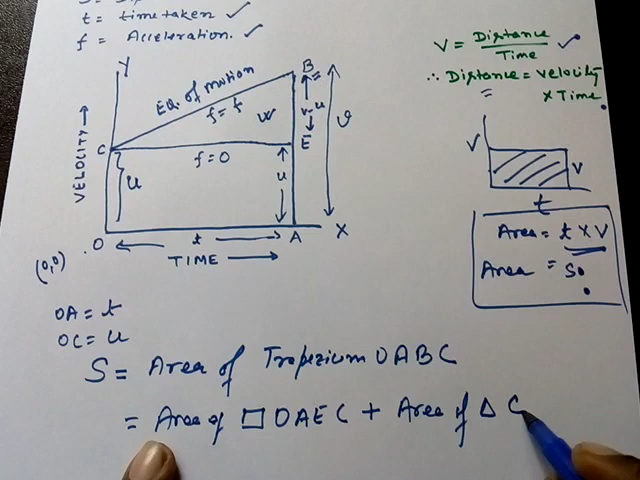 t = time taken ✓
f = Acceleration. ✓
V = Distance / Time ✓
∴ Distance = Velocity × Time.
Y
B
Eq. of motion
f = t
W
v-u
v
VELOCITY →
C
E
f = 0
u
u
O
← t →
A
X
TIME →
(0,0)
V
V
t
Area = t × V
Area = S.
OA = t
OC = u
S = Area of Trapezium OABC
= Area of □ OAEC + Area of Δ C